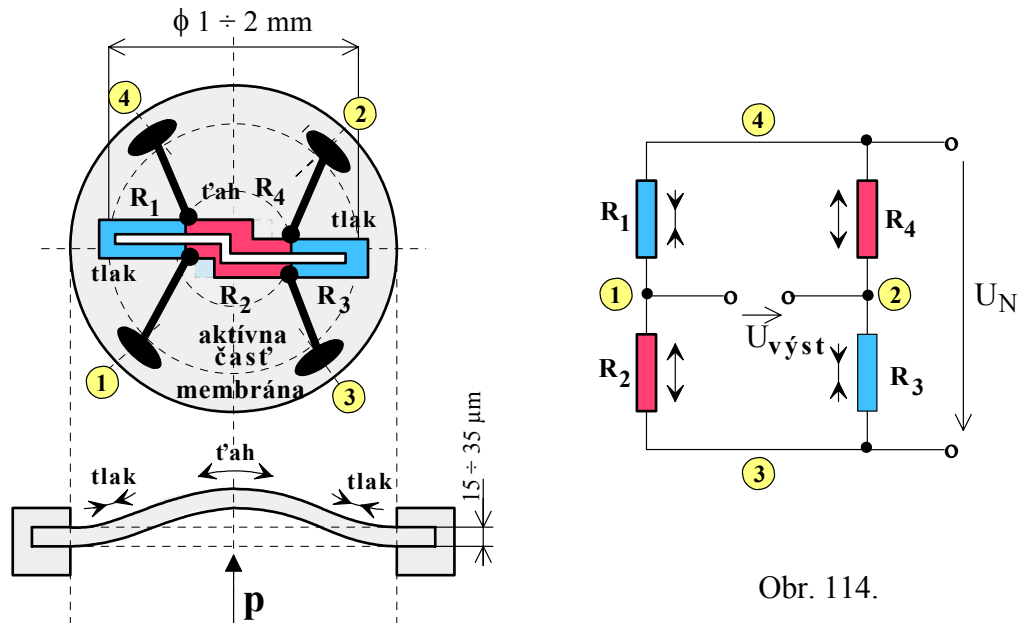 ϕ 1 ÷ 2 mm
4
2
R1
ťah
R4
tlak
tlak
R2
R3
aktívna
časť
membrána
1
3
ťah
tlak
tlak
15 ÷ 35 µm
p
4
R1
R4
1
2
Uvýst
UN
R2
R3
3
Obr. 114.